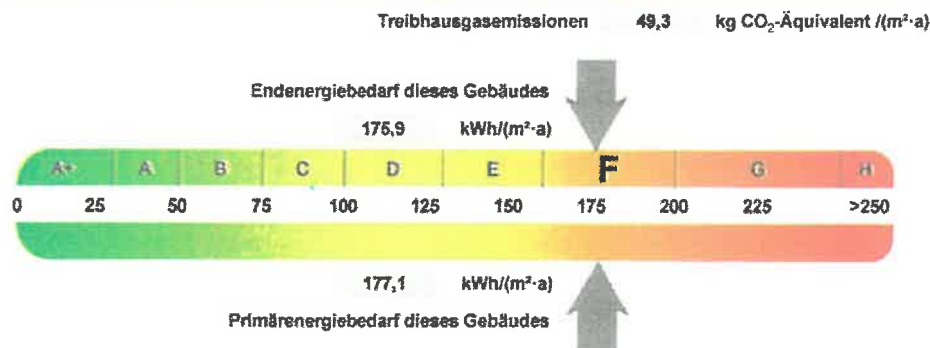 Treibhausgasemissionen 49,3 kg CO₂-Äquivalent /(m²·a)
Endenergiebedarf dieses Gebäudes
175,9 kWh/(m²·a)
A+ A B C D E F G H
0 25 50 75 100 125 150 175 200 225 >250
177,1 kWh/(m²·a)
Primärenergiebedarf dieses Gebäudes